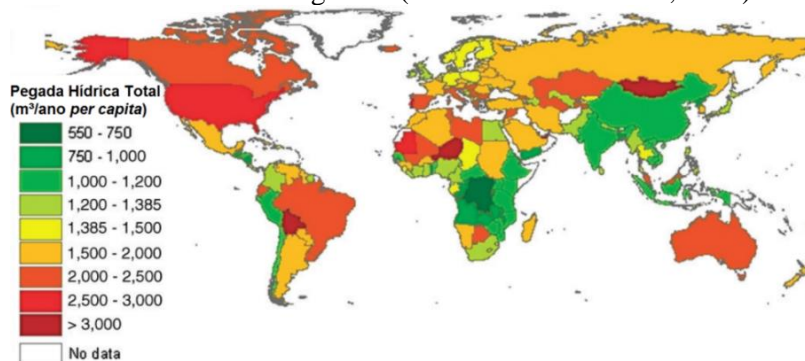 Pegada Hídrica Total
(m³/ano per capita)
550 - 750
750 - 1,000
1,000 - 1,200
1,200 - 1,385
1,385 - 1,500
1,500 - 2,000
2,000 - 2,500
2,500 - 3,000
> 3,000
No data